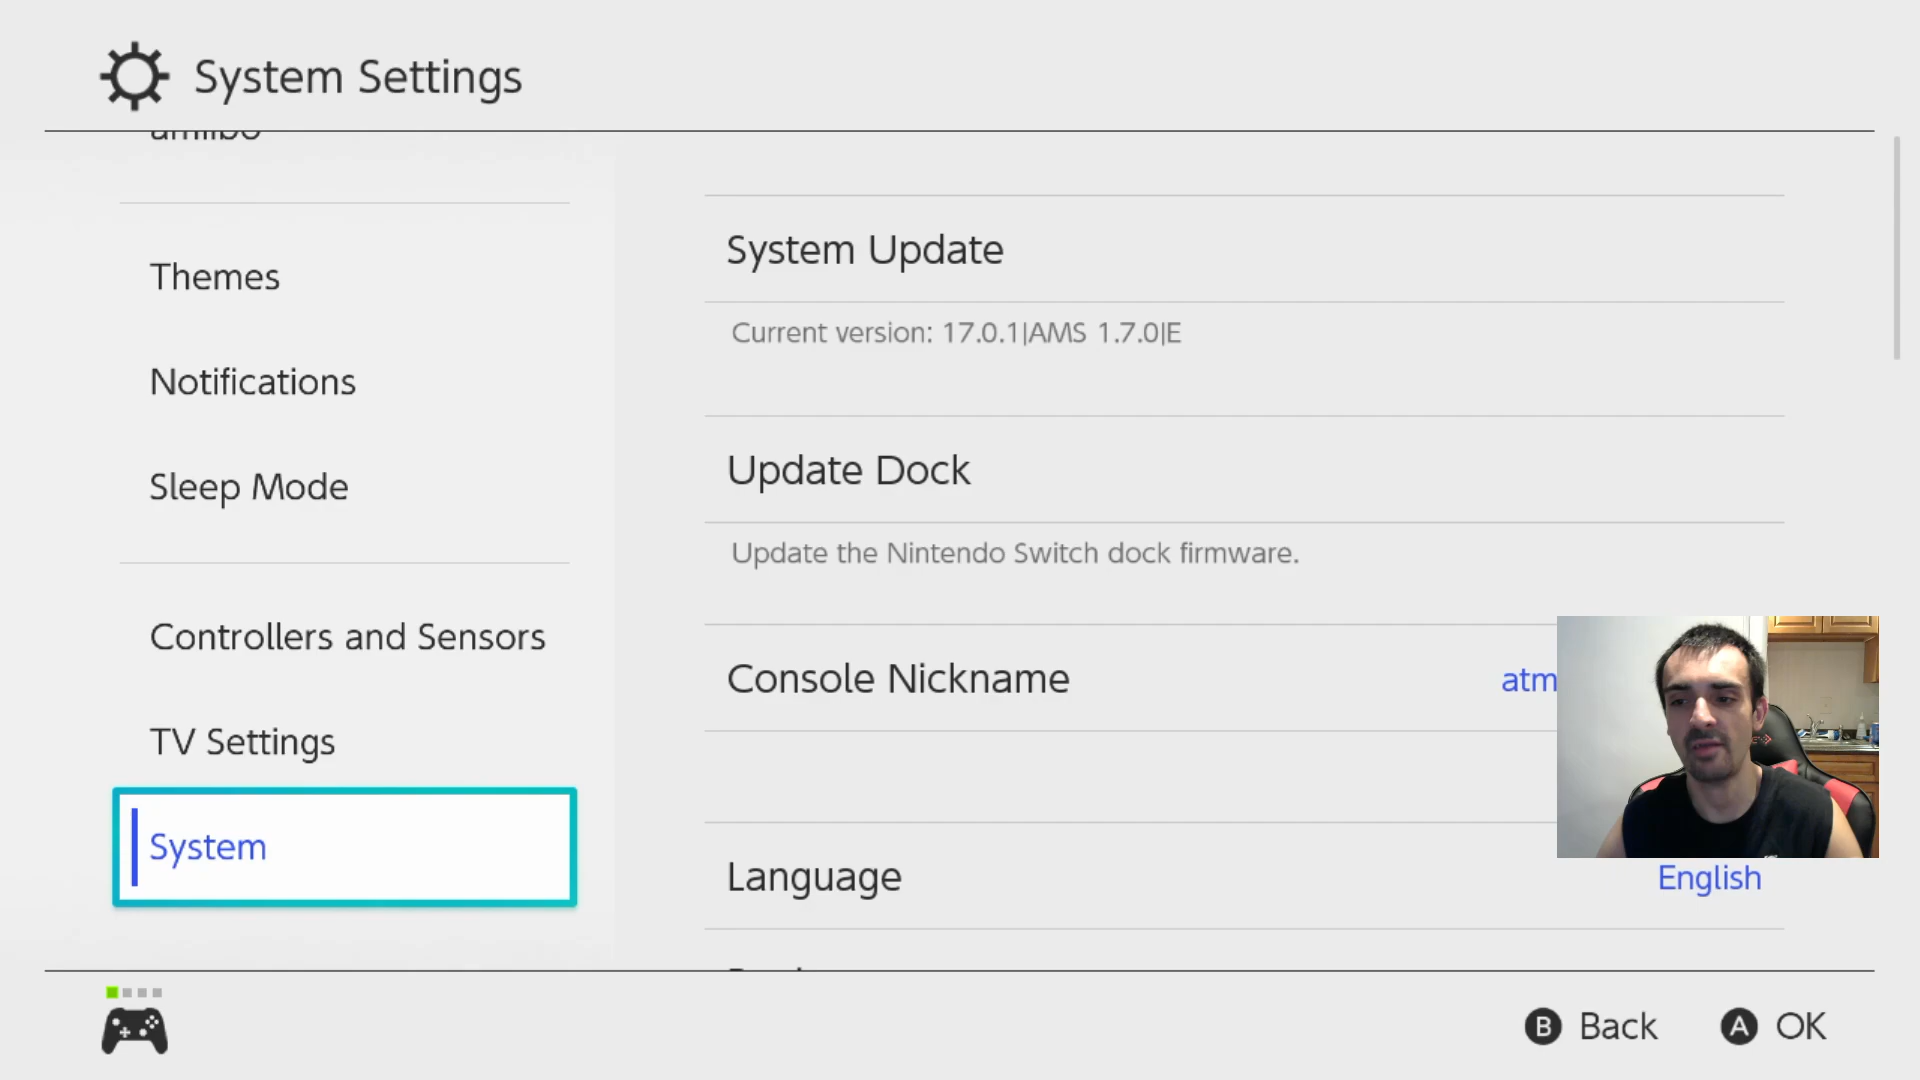 System Settings
amiibo
Themes
Notifications
Sleep Mode
Controllers and Sensors
TV Settings
System
System Update
Current version: 17.0.1|AMS 1.7.0|E
Update Dock
Update the Nintendo Switch dock firmware.
Console Nickname
atm
Language
English
B Back
A OK